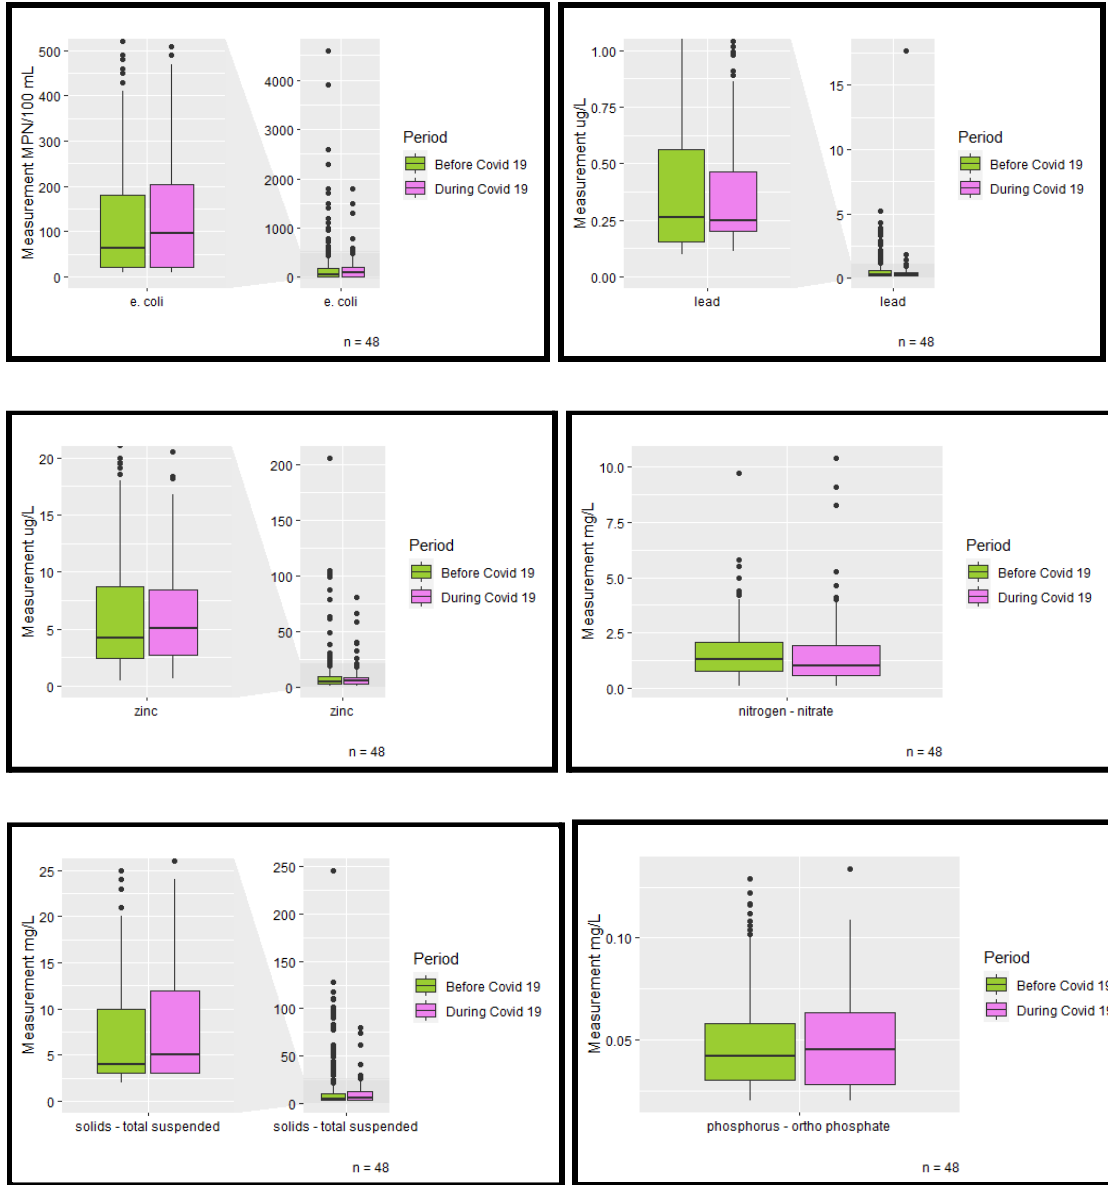 Measurement MPN/100 mL
500
400
300
200
100
0
e. coli
4000
3000
2000
1000
0
e. coli
Period
Before Covid 19
During Covid 19
n = 48
Measurement ug/L
1.00
0.75
0.50
0.25
0.00
lead
15
10
5
0
lead
Period
Before Covid 19
During Covid 19
n = 48
Measurement ug/L
20
15
10
5
0
zinc
200
150
100
50
0
zinc
Period
Before Covid 19
During Covid 19
n = 48
Measurement mg/L
10.0
7.5
5.0
2.5
0.0
nitrogen - nitrate
Period
Before Covid 19
During Covid 19
n = 48
Measurement mg/L
25
20
15
10
5
0
solids - total suspended
250
200
150
100
50
0
solids - total suspended
Period
Before Covid 19
During Covid 19
n = 48
Measurement mg/L
0.10
0.05
phosphorus - ortho phosphate
Period
Before Covid 19
During Covid 19
n = 48